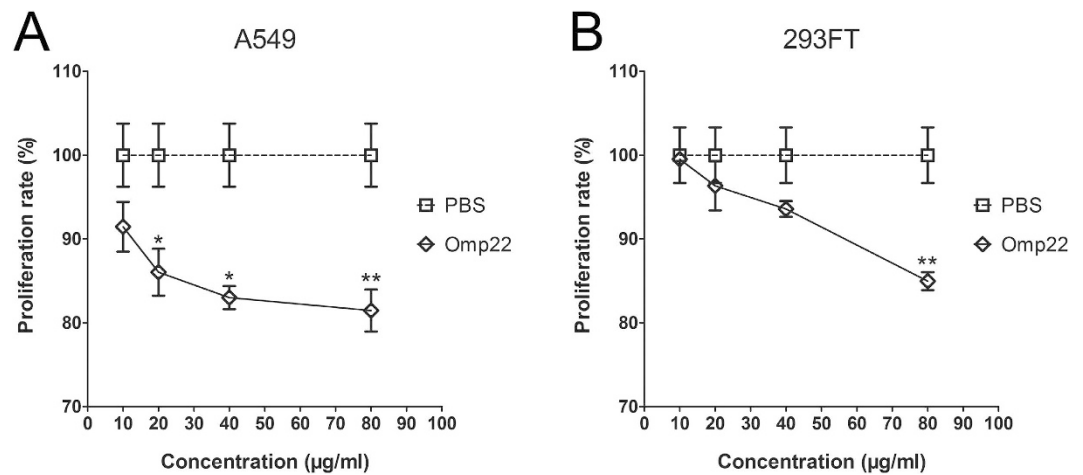 A
A549
110
100
90
80
70
Proliferation rate (%)
*
*
**
0 10 20 30 40 50 60 70 80 90 100
Concentration (µg/ml)
PBS
Omp22
B
293FT
110
100
90
80
70
Proliferation rate (%)
**
0 10 20 30 40 50 60 70 80 90 100
Concentration (µg/ml)
PBS
Omp22